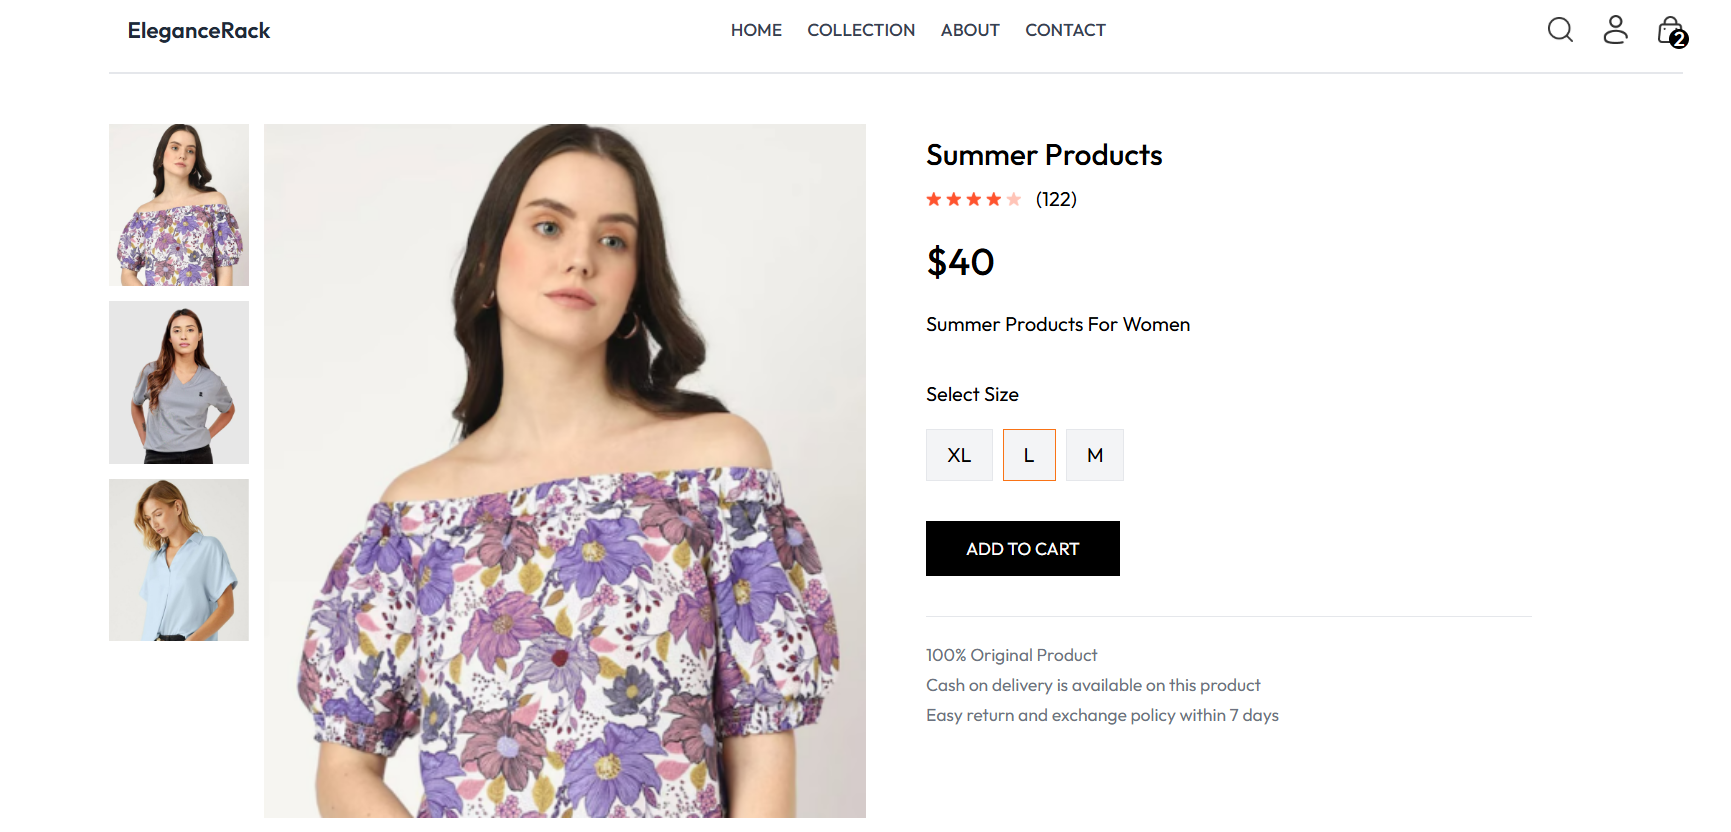 EleganceRack
HOME COLLECTION ABOUT CONTACT
2
Summer Products
(122)
$40
Summer Products For Women
Select Size
XL L M
ADD TO CART
100% Original Product
Cash on delivery is available on this product
Easy return and exchange policy within 7 days